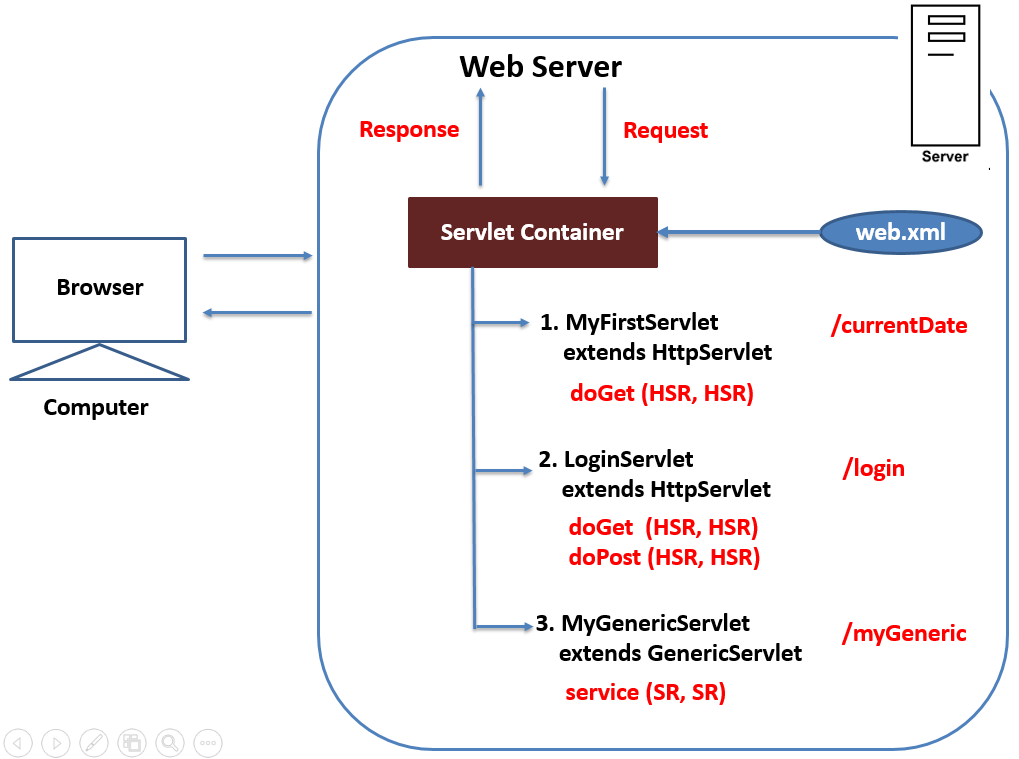 Web Server
Server
Response
Request
Servlet Container
web.xml
Browser
Computer
1. MyFirstServlet
extends HttpServlet
/currentDate
doGet (HSR, HSR)
2. LoginServlet
extends HttpServlet
/login
doGet (HSR, HSR)
doPost (HSR, HSR)
3. MyGenericServlet
extends GenericServlet
/myGeneric
service (SR, SR)